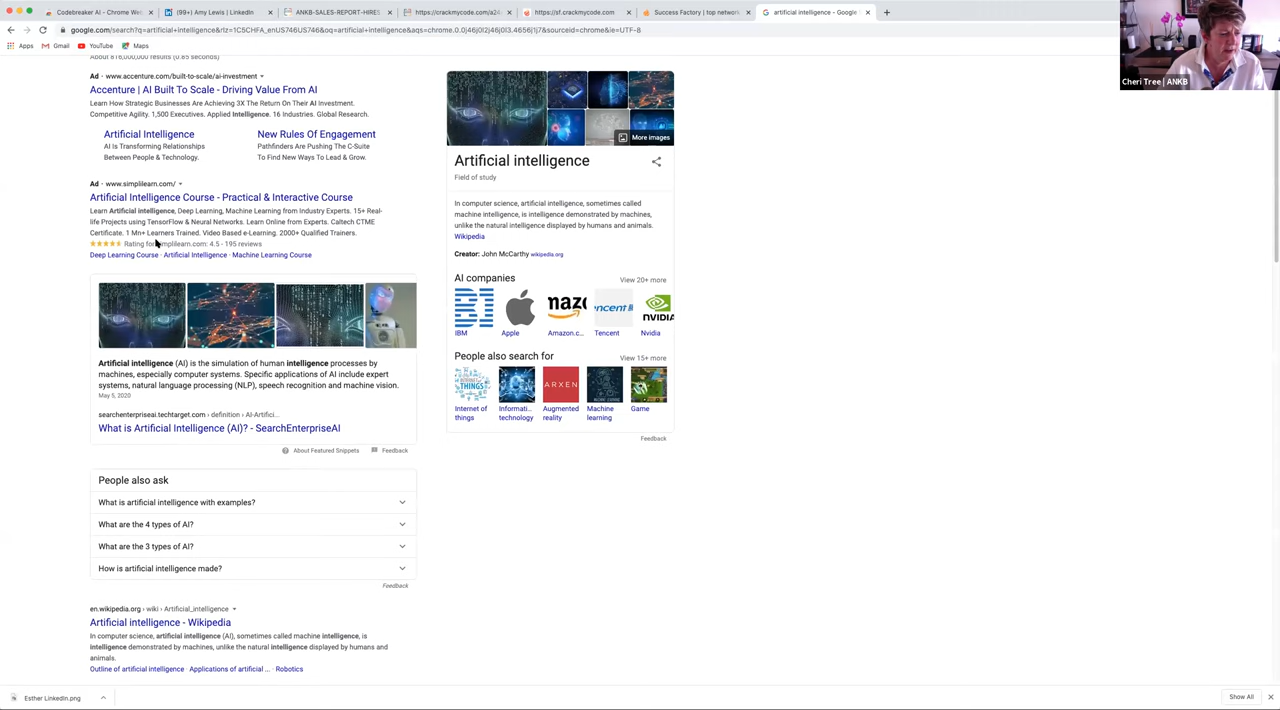 Codebreaker AI - Chrome We
(99+) Amy Lewis | LinkedIn
ANKB-SALES-REPORT-HIRES
https://crackmycode.com/a24
https://sf.crackmycode.com
Success Factory | top network
artificial intelligence - Google
google.com/search?q=artificial+intelligence&rlz=1C5CHFA_enUS746US746&oq=artificial+intelligence&aqs=chrome.0.0j46j0l2j46j0l3.4656j1j7&sourceid=chrome&ie=UTF-8
Apps Gmail YouTube Maps
Cheri Tree | ANKB
About 616,000,000 results (0.85 seconds)
Ad · www.accenture.com/built-to-scale/ai-investment
Accenture | AI Built To Scale - Driving Value From AI
Learn How Strategic Businesses Are Achieving 3X The Return On Their AI Investment.
Competitive Agility. 1,500 Executives. Applied Intelligence. 16 Industries. Global Research.
Artificial Intelligence
AI Is Transforming Relationships
Between People & Technology.
New Rules Of Engagement
Pathfinders Are Pushing The C-Suite
To Find New Ways To Lead & Grow.
Ad · www.simplilearn.com/
Artificial Intelligence Course - Practical & Interactive Course
Learn Artificial intelligence, Deep Learning, Machine Learning from Industry Experts. 15+ Real-
life Projects using TensorFlow & Neural Networks. Learn Online from Experts. Caltech CTME
Certificate. 1 Mn+ Learners Trained. Video Based e-Learning. 2000+ Qualified Trainers.
Rating for simplilearn.com: 4.5 - 195 reviews
Deep Learning Course · Artificial Intelligence · Machine Learning Course
Artificial intelligence (AI) is the simulation of human intelligence processes by
machines, especially computer systems. Specific applications of AI include expert
systems, natural language processing (NLP), speech recognition and machine vision.
May 5, 2020
searchenterpriseai.techtarget.com › definition › AI-Artifici...
What is Artificial Intelligence (AI)? - SearchEnterpriseAI
About Featured Snippets
Feedback
People also ask
What is artificial intelligence with examples?
What are the 4 types of AI?
What are the 3 types of AI?
How is artificial intelligence made?
Feedback
en.wikipedia.org › wiki › Artificial_intelligence
Artificial intelligence - Wikipedia
In computer science, artificial intelligence (AI), sometimes called machine intelligence, is
intelligence demonstrated by machines, unlike the natural intelligence displayed by humans and
animals.
Outline of artificial intelligence · Applications of artificial ... · Robotics
More images
Artificial intelligence
Field of study
In computer science, artificial intelligence, sometimes called
machine intelligence, is intelligence demonstrated by machines,
unlike the natural intelligence displayed by humans and animals.
Wikipedia
Creator: John McCarthy wikipedia.org
AI companies
View 20+ more
IBM Apple Amazon.c... Tencent Nvidia
People also search for
View 15+ more
INTERNET
THINGS
ARXEN
Internet of
things
Informati...
technology
Augmented
reality
Machine
learning
Game
Feedback
Esther LinkedIn.png
Show All